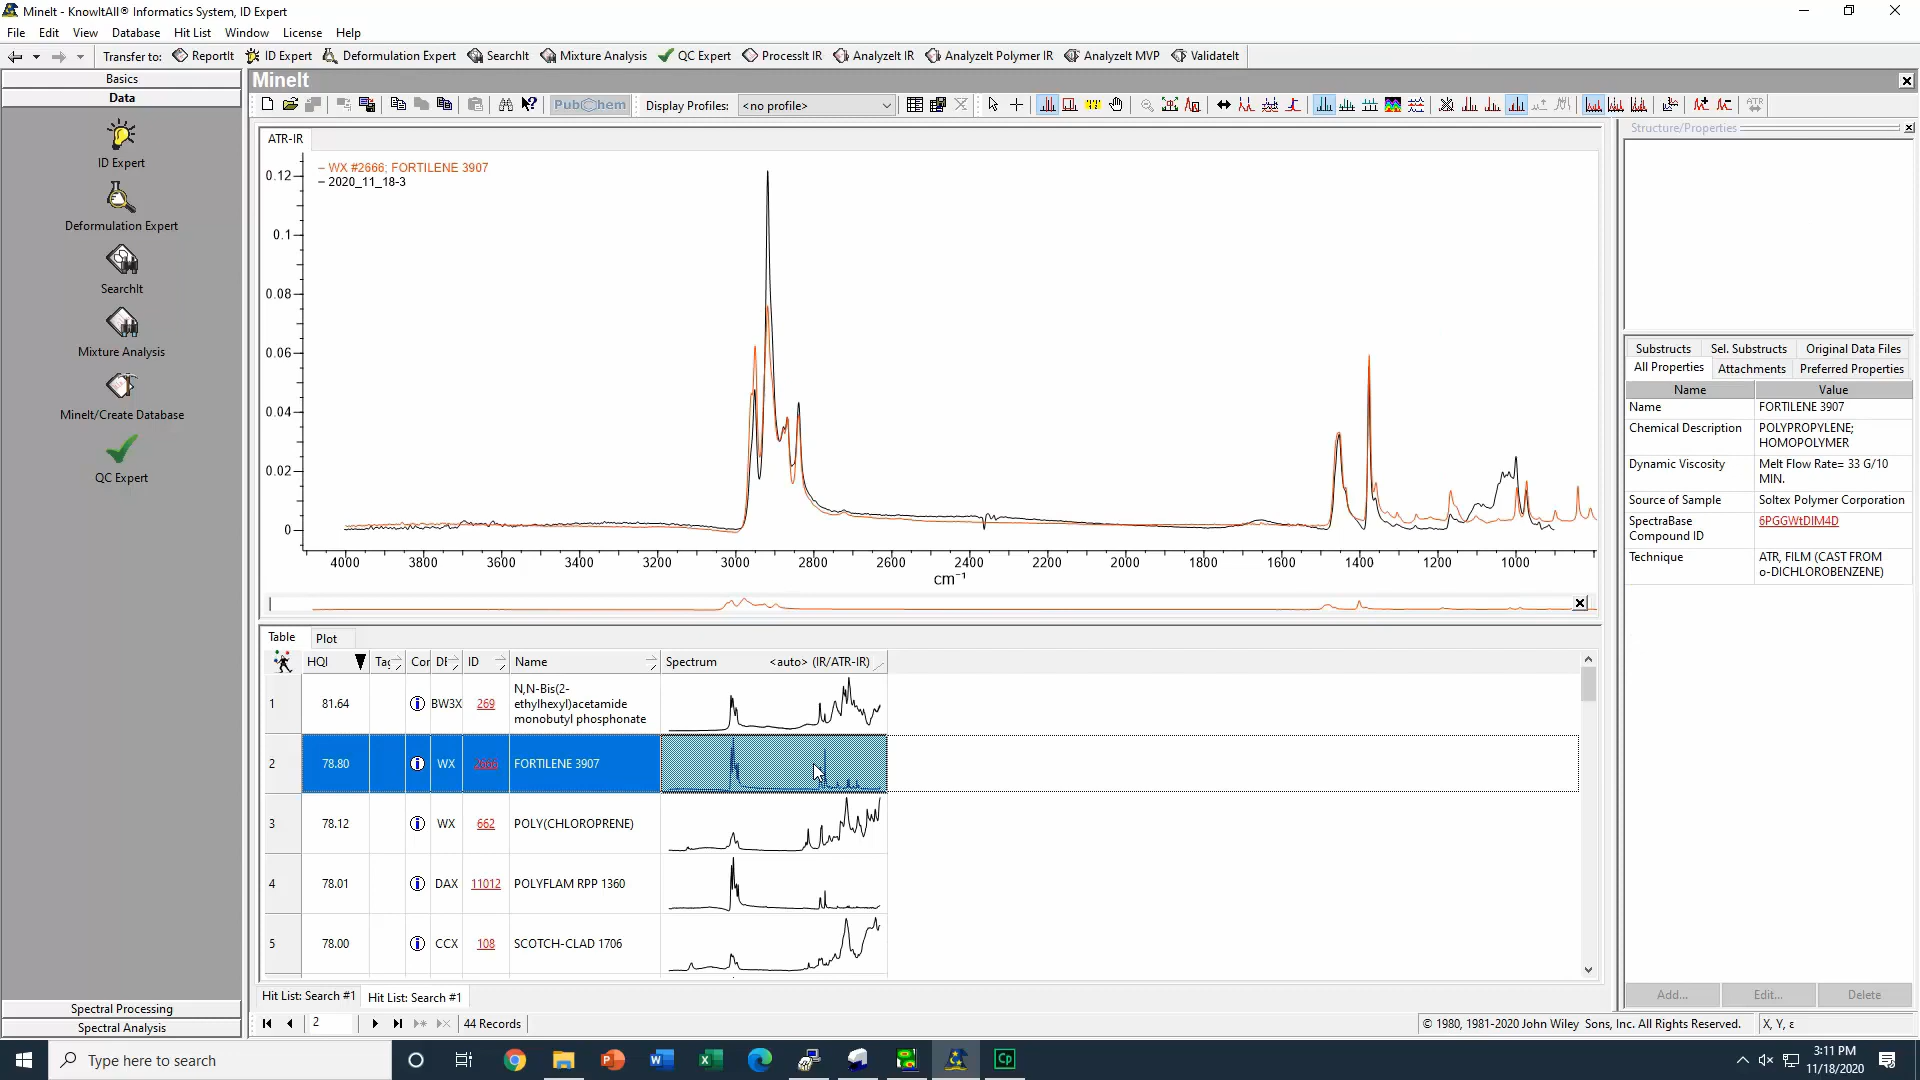 MineIt - KnowItAll® Informatics System, ID Expert
File Edit View Database Hit List Window License Help
Transfer to: ReportIt ID Expert Deformulation Expert SearchIt Mixture Analysis QC Expert ProcessIt IR AnalyzeIt IR AnalyzeIt Polymer IR AnalyzeIt MVP ValidateIt
Basics
Data
ID Expert
Deformulation Expert
SearchIt
Mixture Analysis
MineIt/Create Database
QC Expert
Spectral Processing
Spectral Analysis
MineIt
PubChem Display Profiles: <no profile>
ATR-IR
WX #2666; FORTILENE 3907
2020_11_18-3
0.12
0.1
0.08
0.06
0.04
0.02
0
4000 3800 3600 3400 3200 3000 2800 2600 2400 2200 2000 1800 1600 1400 1200 1000
cm⁻¹
Table Plot
HQI Tag Cor DE ID Name Spectrum <auto> (IR/ATR-IR)
1 81.64 BW3X 269 N,N-Bis(2-
ethylhexyl)acetamide
monobutyl phosphonate
2 78.80 WX 2666 FORTILENE 3907
3 78.12 WX 662 POLY(CHLOROPRENE)
4 78.01 DAX 11012 POLYFLAM RPP 1360
5 78.00 CCX 108 SCOTCH-CLAD 1706
Hit List: Search #1 Hit List: Search #1
2 44 Records
Structure/Properties
Substructs Sel. Substructs Original Data Files
All Properties Attachments Preferred Properties
Name Value
Name FORTILENE 3907
Chemical Description POLYPROPYLENE;
HOMOPOLYMER
Dynamic Viscosity Melt Flow Rate= 33 G/10
MIN.
Source of Sample Soltex Polymer Corporation
SpectraBase 6PGGWtDIM4D
Compound ID
Technique ATR, FILM (CAST FROM
o-DICHLOROBENZENE)
Add... Edit... Delete
© 1980, 1981-2020 John Wiley Sons, Inc. All Rights Reserved. X, Y, ε
Type here to search
Cp
3:11 PM
11/18/2020